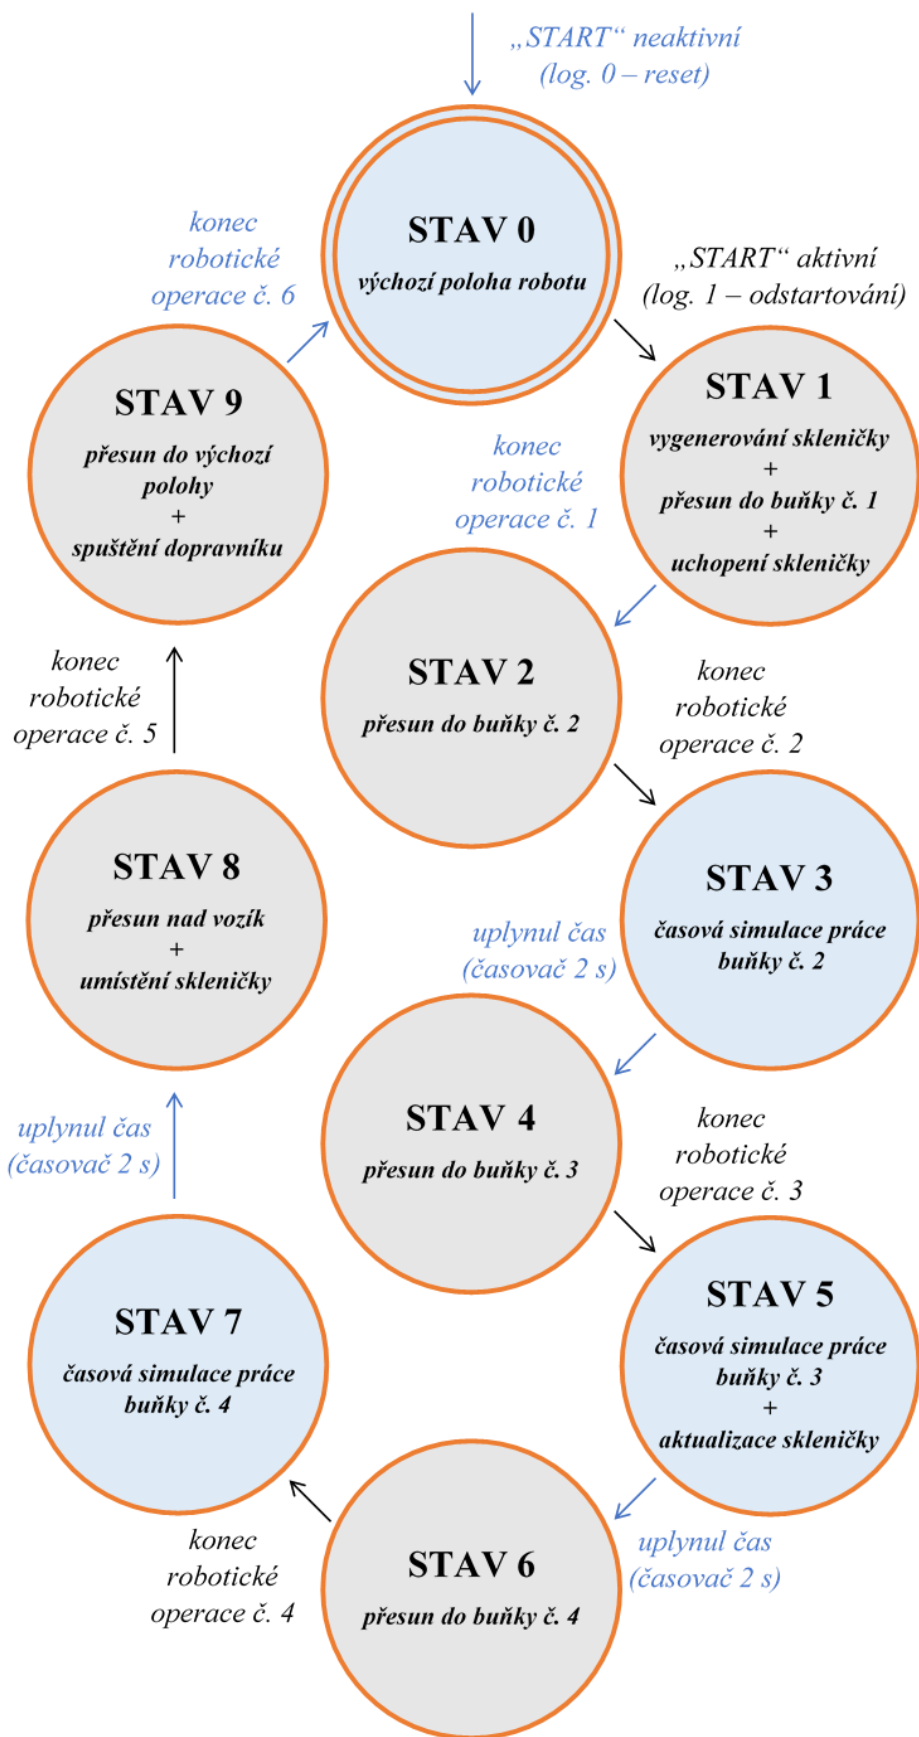 „START“ neaktivní
(log. 0 – reset)
STAV 0
výchozí poloha robotu
„START“ aktivní
(log. 1 – odstartování)
STAV 1
vygenerování skleničky
+
přesun do buňky č. 1
+
uchopení skleničky
konec
robotické
operace č. 1
STAV 2
přesun do buňky č. 2
konec
robotické
operace č. 2
STAV 3
časová simulace práce
buňky č. 2
uplynul čas
(časovač 2 s)
STAV 4
přesun do buňky č. 3
konec
robotické
operace č. 3
STAV 5
časová simulace práce
buňky č. 3
+
aktualizace skleničky
uplynul čas
(časovač 2 s)
STAV 6
přesun do buňky č. 4
konec
robotické
operace č. 4
STAV 7
časová simulace práce
buňky č. 4
uplynul čas
(časovač 2 s)
STAV 8
přesun nad vozík
+
umístění skleničky
konec
robotické
operace č. 5
STAV 9
přesun do výchozí
polohy
+
spuštění dopravníku
konec
robotické
operace č. 6